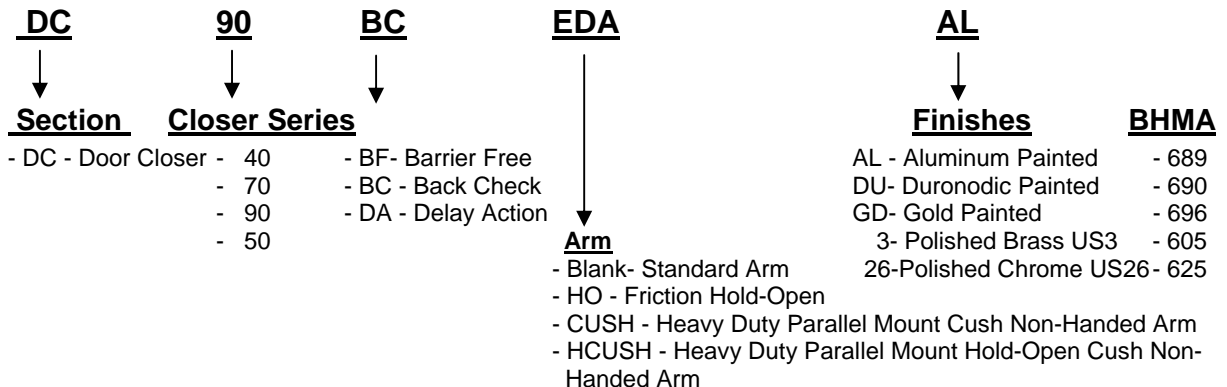 DC 90 BC EDA AL
Section Closer Series Finishes BHMA
- DC - Door Closer - 40 - BF- Barrier Free AL - Aluminum Painted - 689
- 70 - BC - Back Check DU- Duronodic Painted - 690
- 90 - DA - Delay Action GD- Gold Painted - 696
- 50 Arm 3- Polished Brass US3 - 605
- Blank- Standard Arm 26-Polished Chrome US26 - 625
- HO - Friction Hold-Open
- CUSH - Heavy Duty Parallel Mount Cush Non-Handed Arm
- HCUSH - Heavy Duty Parallel Mount Hold-Open Cush Non-
Handed Arm